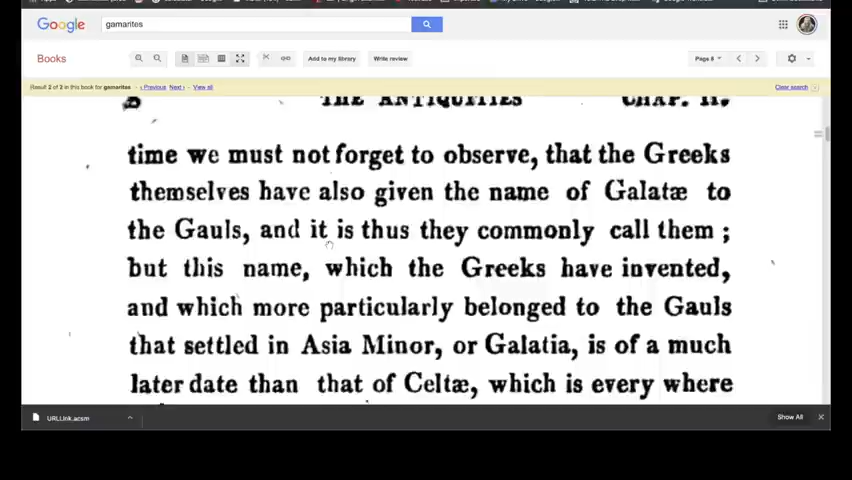 Google
gamarites
Books
Add to my library
Write review
Page 8
Result 2 of 2 in this book for gamarites
‹ Previous Next › View all
Clear search
THE ANTIQUITIES CHAP. II.
time we must not forget to observe, that the Greeks
themselves have also given the name of Galatæ to
the Gauls, and it is thus they commonly call them ;
but this name, which the Greeks have invented,
and which more particularly belonged to the Gauls
that settled in Asia Minor, or Galatia, is of a much
later date than that of Celtæ, which is every where
URLLink.acsm
Show All